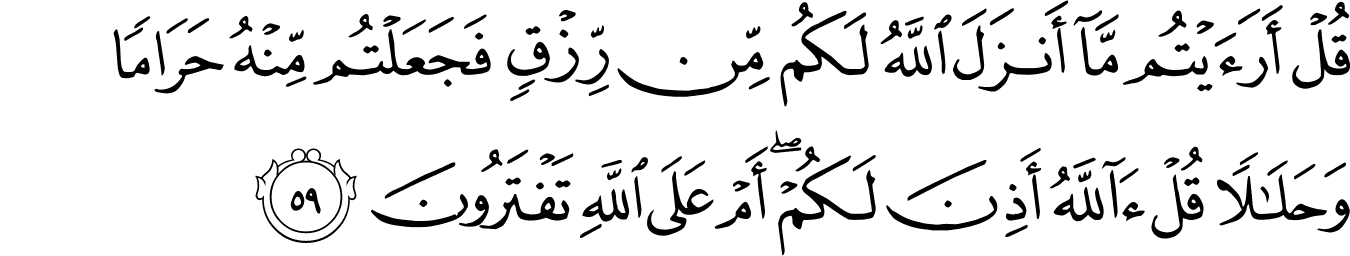 قُلْ أَرَءَيْتُم مَّآ أَنزَلَ ٱللَّهُ لَكُم مِّن رِّزْقٍ فَجَعَلْتُم مِّنْهُ حَرَامًا
وَحَلَـٰلًا قُلْ ءَآللَّهُ أَذِنَ لَكُمْ ۖ أَمْ عَلَى ٱللَّهِ تَفْتَرُونَ ٥٩